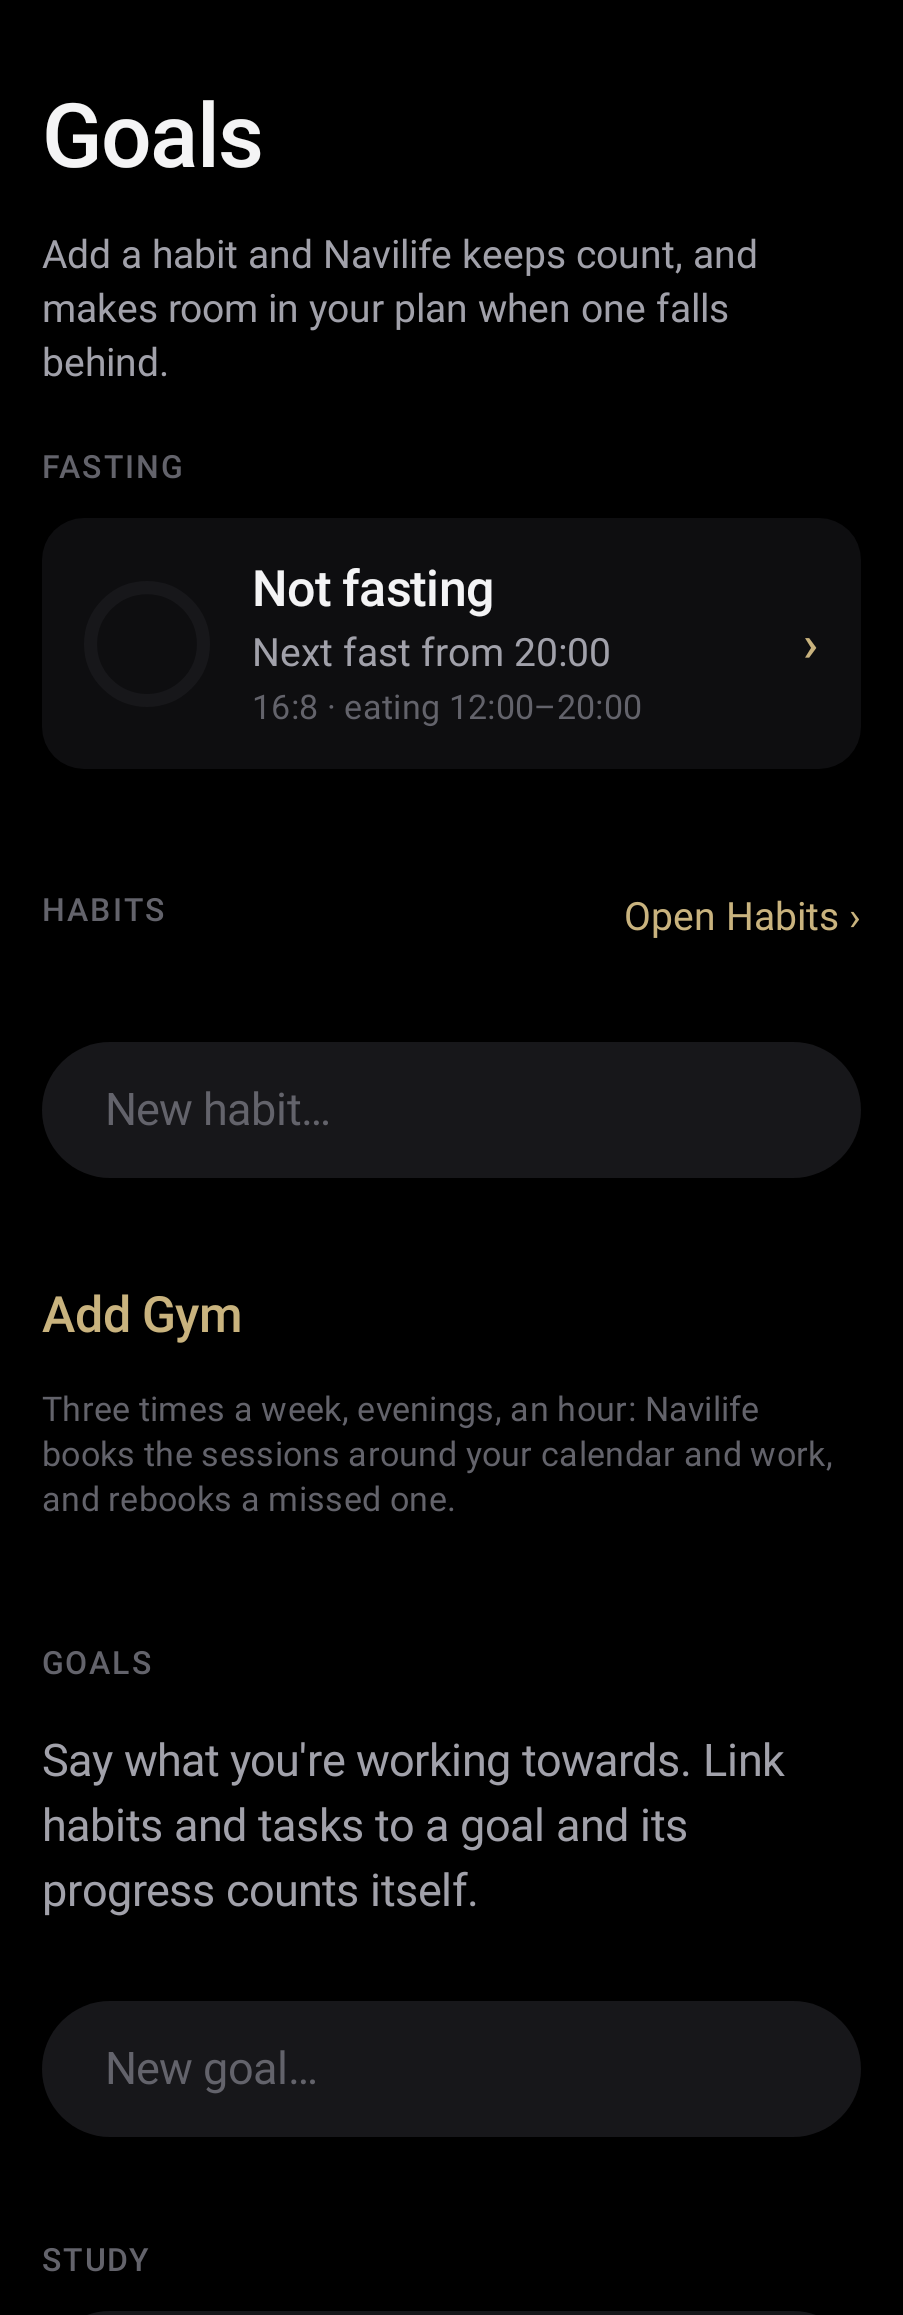 Goals
Add a habit and Navilife keeps count, and
makes room in your plan when one falls
behind.
FASTING
Not fasting
Next fast from 20:00
›
16:8 · eating 12:00–20:00
HABITS
Open Habits ›
New habit…
Add Gym
Three times a week, evenings, an hour: Navilife
books the sessions around your calendar and work,
and rebooks a missed one.
GOALS
Say what you're working towards. Link
habits and tasks to a goal and its
progress counts itself.
New goal…
STUDY